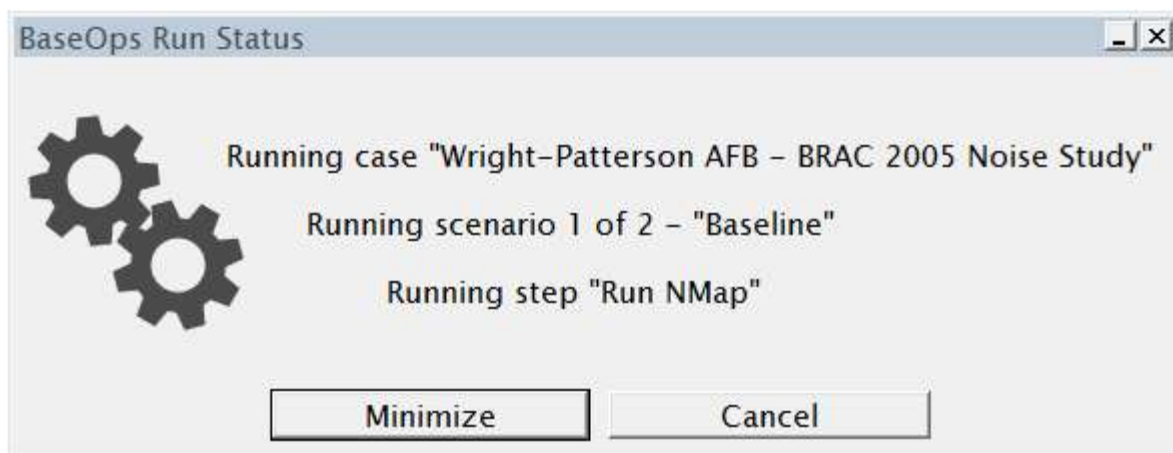 BaseOps Run Status
Running case "Wright-Patterson AFB - BRAC 2005 Noise Study"
Running scenario 1 of 2 - "Baseline"
Running step "Run NMap"
Minimize
Cancel